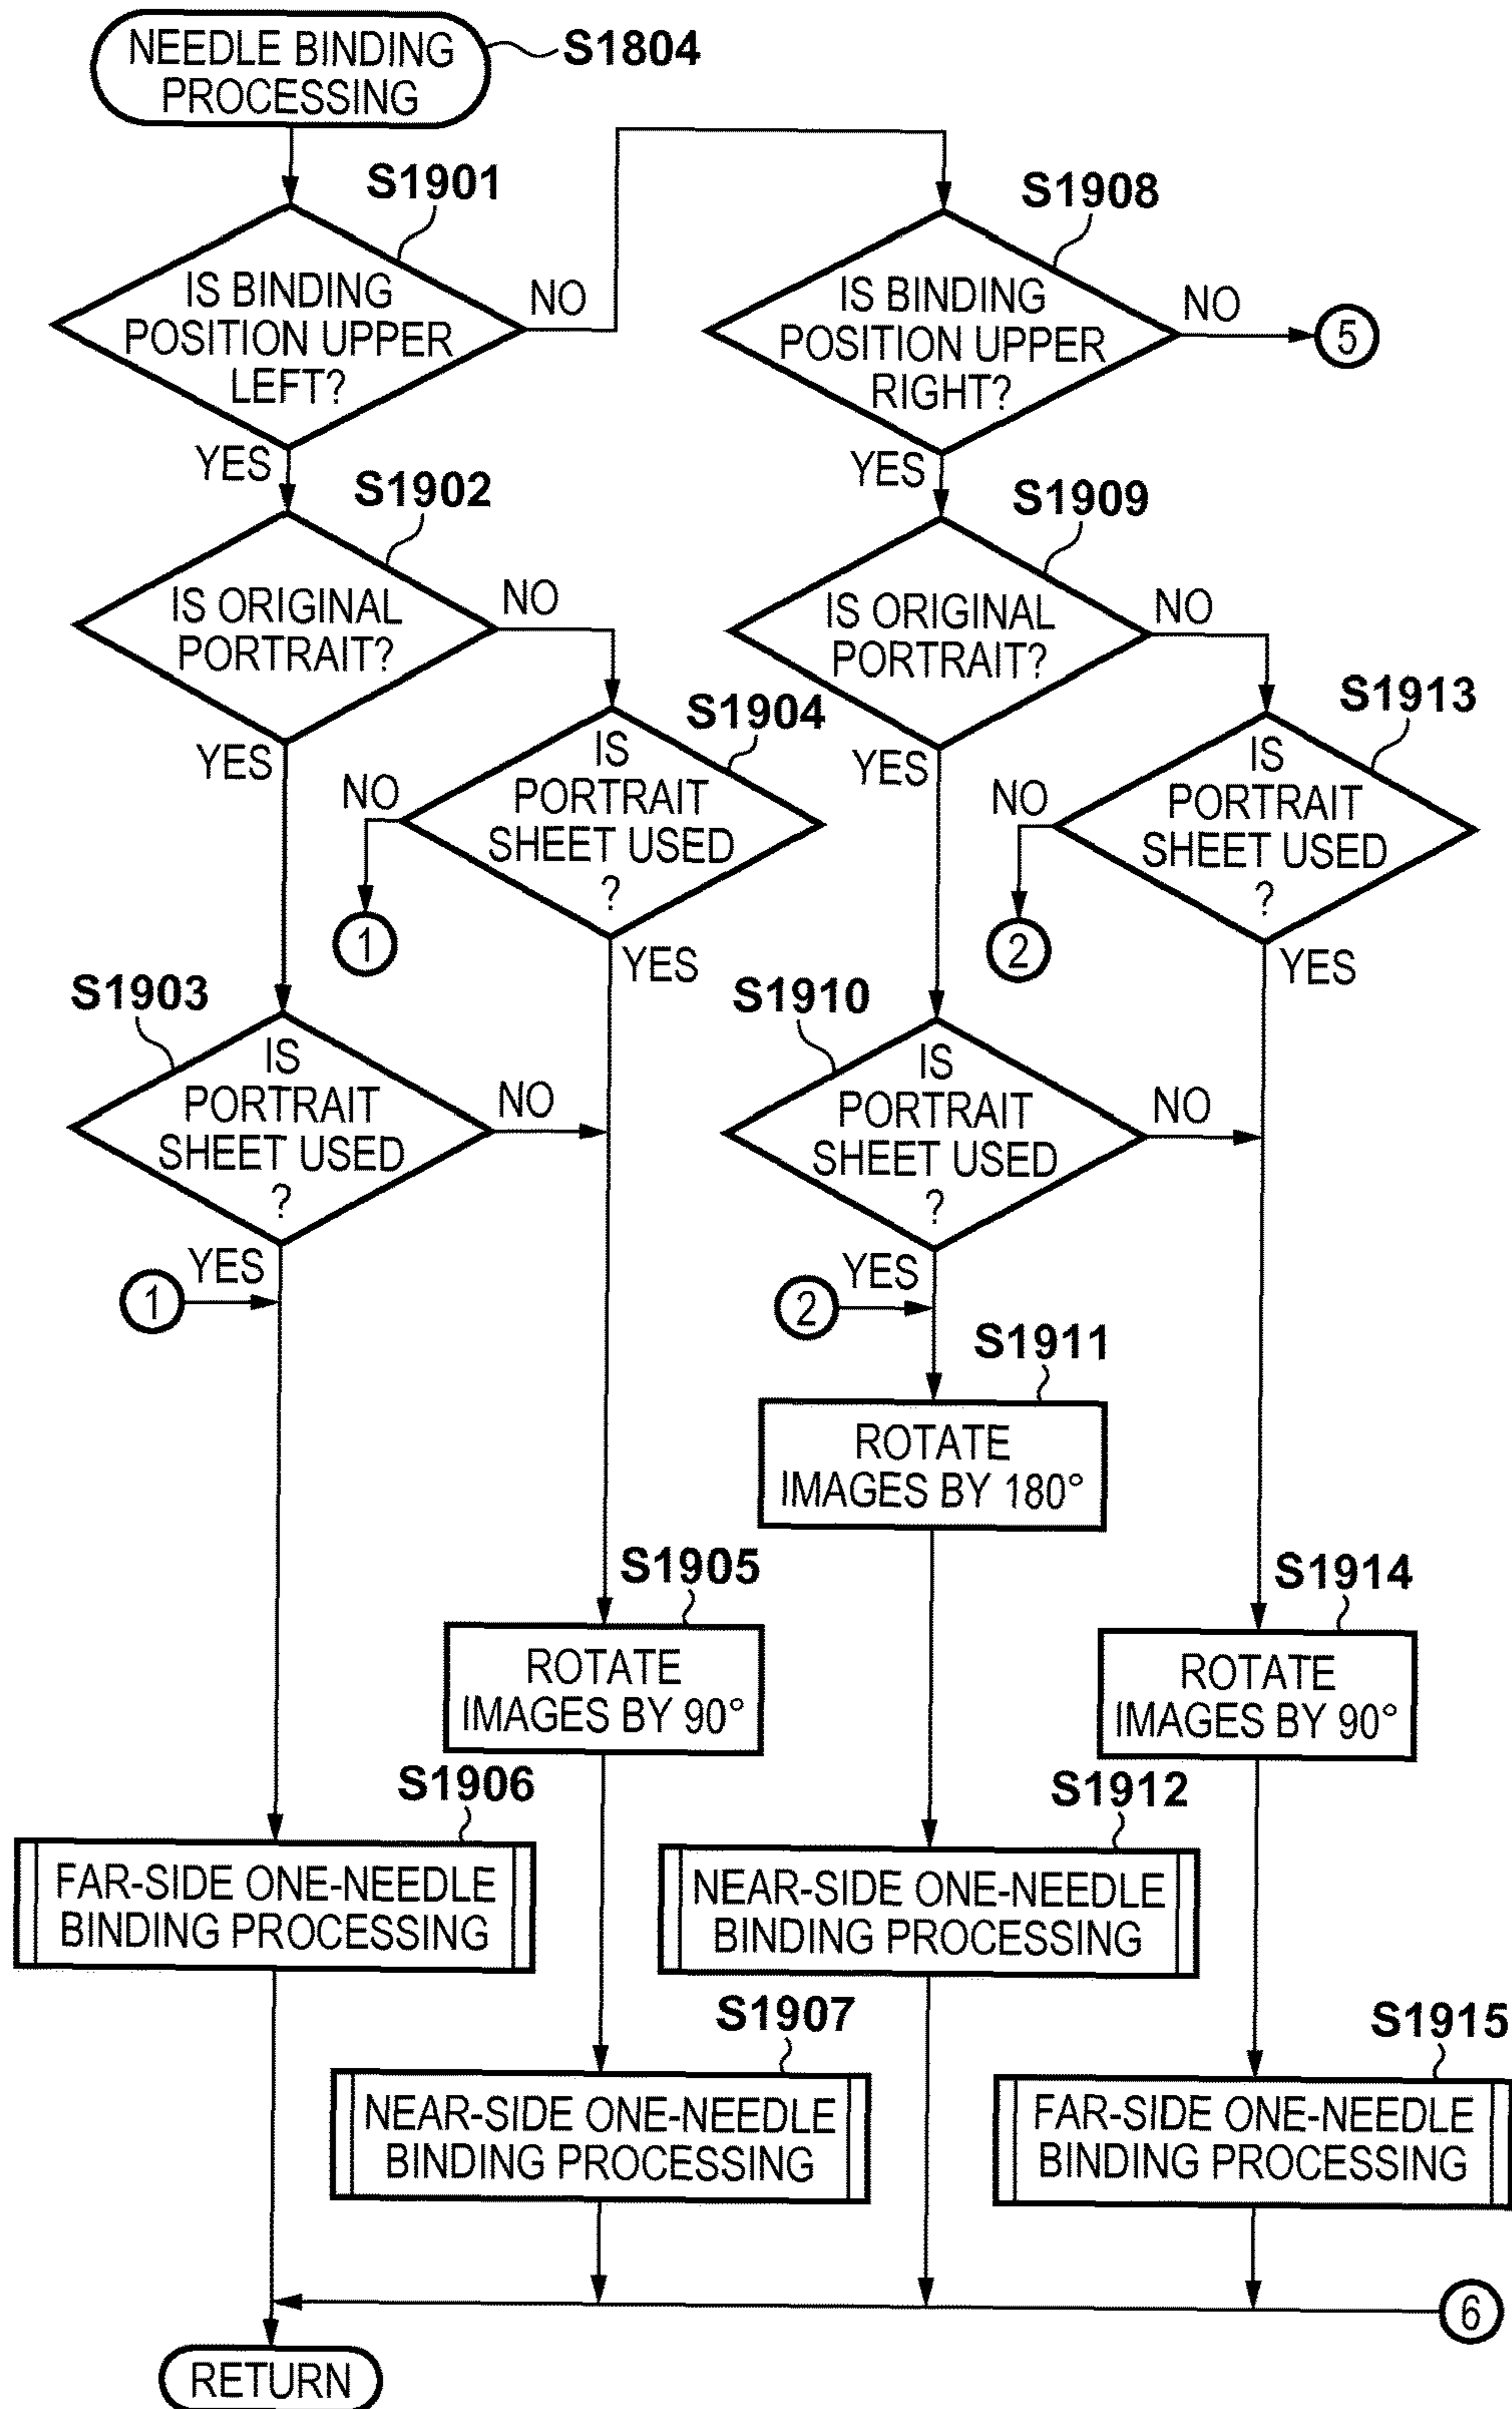 NEEDLE BINDING
PROCESSING
S1804
S1901
IS BINDING
POSITION UPPER
LEFT?
NO
YES
S1908
IS BINDING
POSITION UPPER
RIGHT?
NO
5
YES
S1902
IS ORIGINAL
PORTRAIT?
NO
YES
S1904
IS
PORTRAIT
SHEET USED
?
NO
1
YES
S1909
IS ORIGINAL
PORTRAIT?
NO
YES
S1913
IS
PORTRAIT
SHEET USED
?
NO
2
YES
S1903
IS
PORTRAIT
SHEET USED
?
NO
YES
1
S1910
IS
PORTRAIT
SHEET USED
?
NO
YES
2
S1911
ROTATE
IMAGES BY 180°
S1905
ROTATE
IMAGES BY 90°
S1914
ROTATE
IMAGES BY 90°
S1906
FAR-SIDE ONE-NEEDLE
BINDING PROCESSING
S1912
NEAR-SIDE ONE-NEEDLE
BINDING PROCESSING
S1907
NEAR-SIDE ONE-NEEDLE
BINDING PROCESSING
S1915
FAR-SIDE ONE-NEEDLE
BINDING PROCESSING
6
RETURN